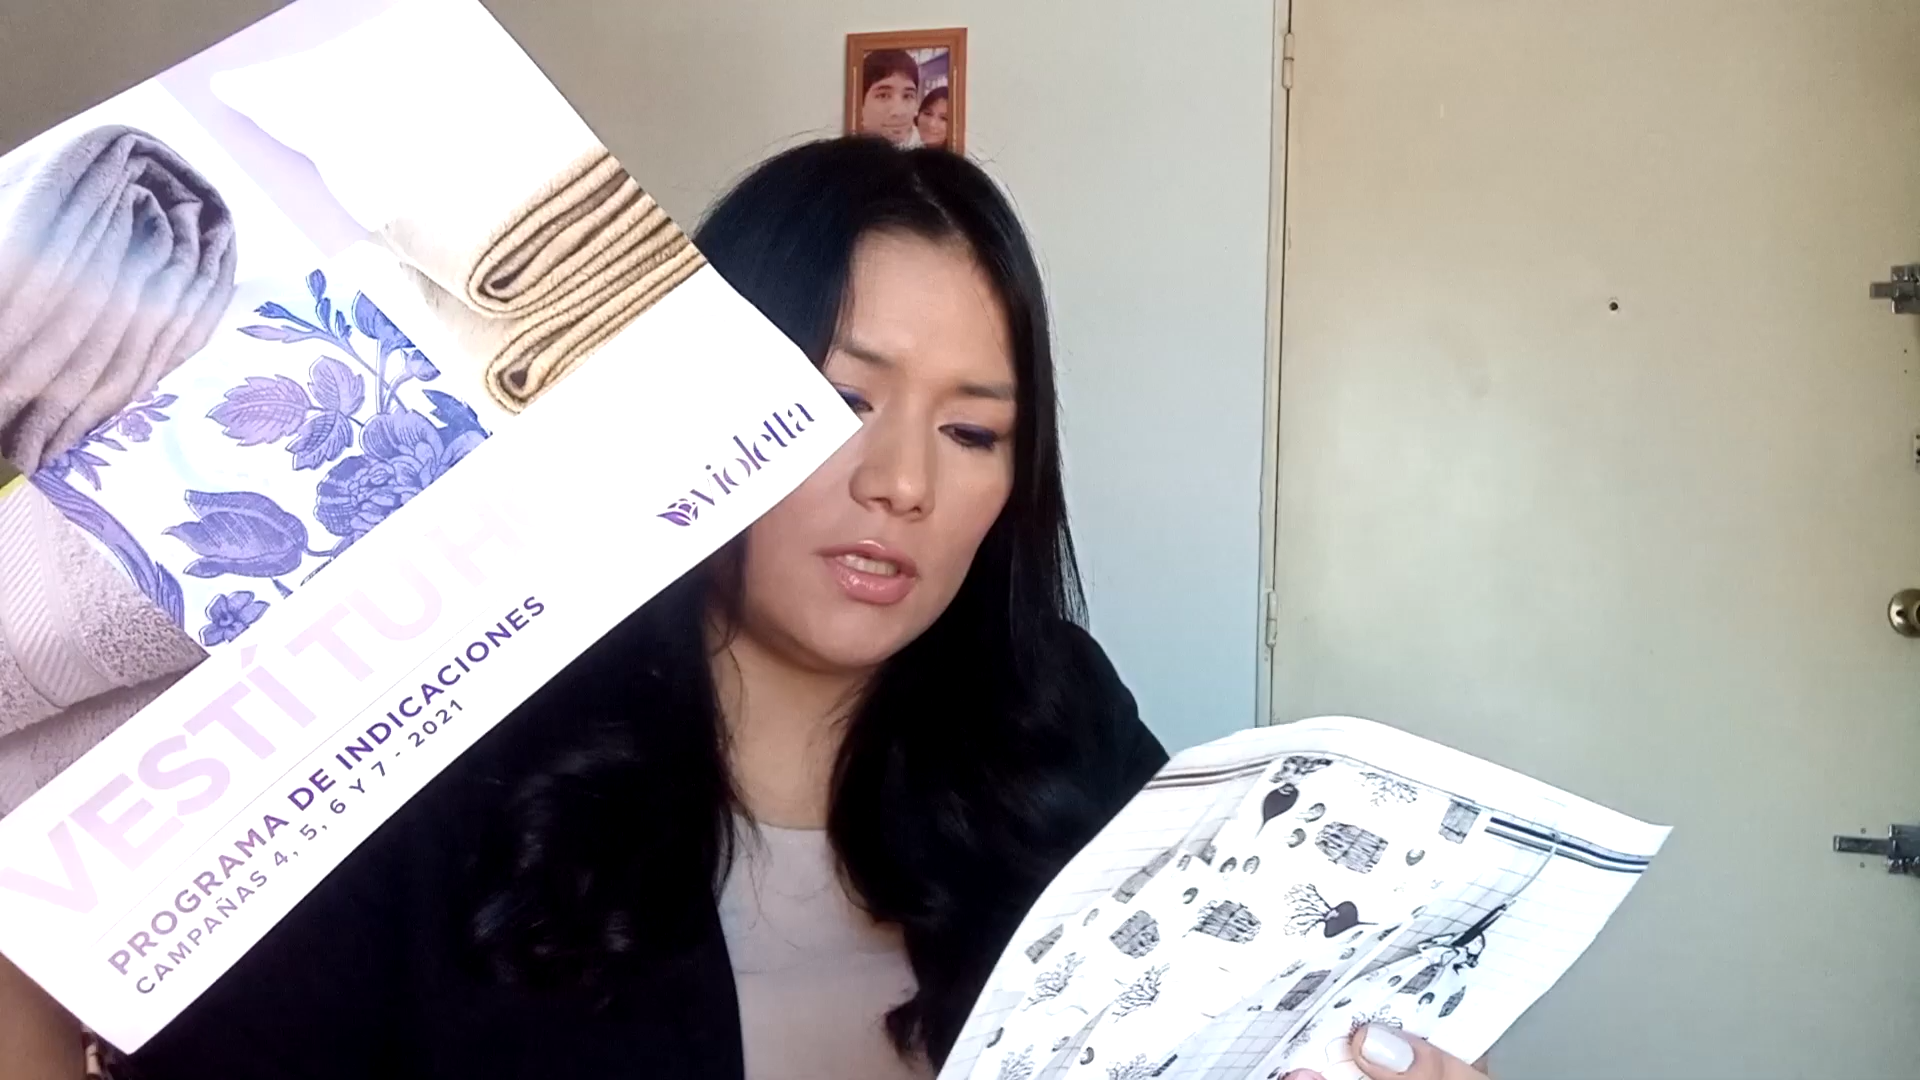 violetta
VESTÍ TU H
PROGRAMA DE INDICACIONES
CAMPAÑAS 4, 5, 6 Y 7 - 2021